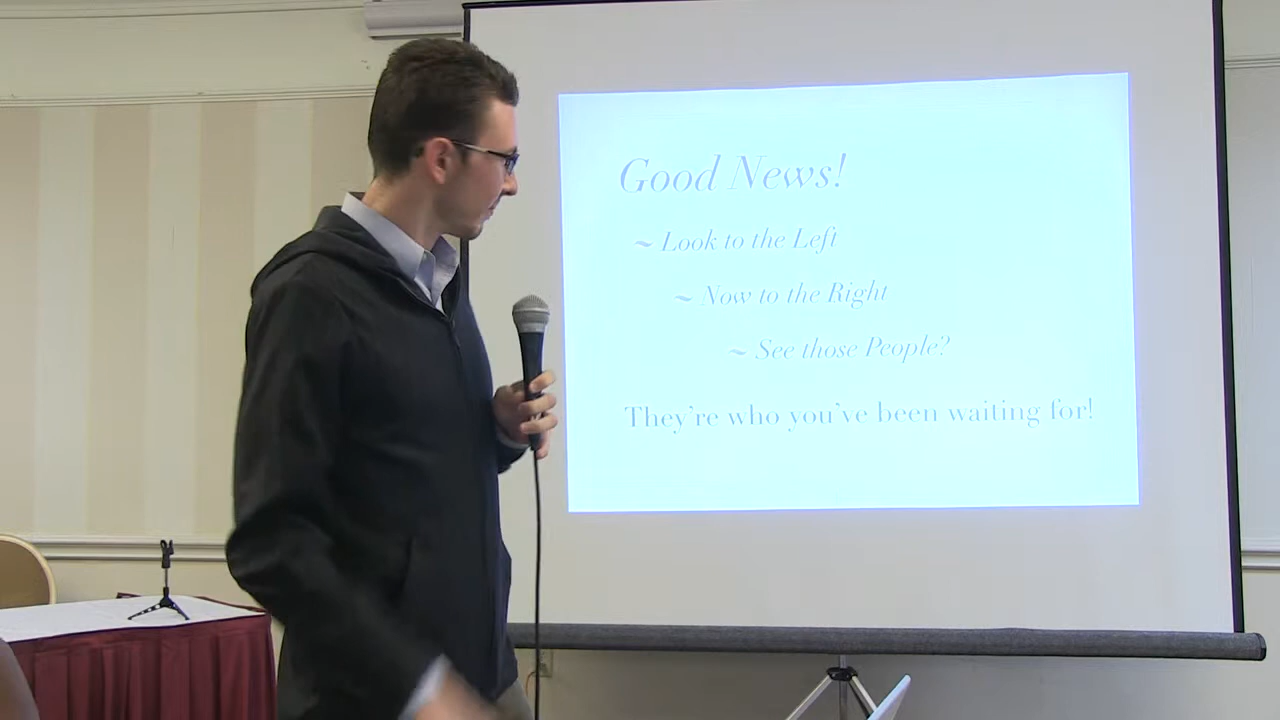 Good News!
~ Look to the Left
~ Now to the Right
~ See those People?
They're who you've been waiting for!